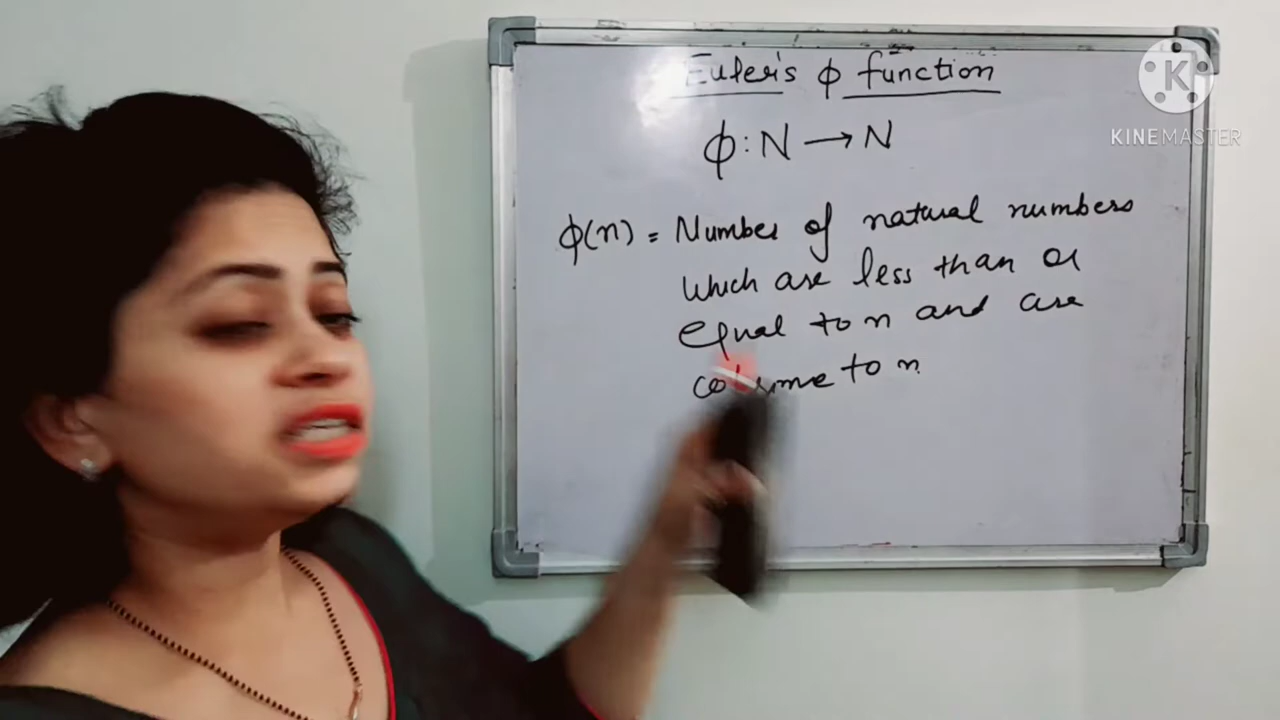 Euler's ϕ function
ϕ: N → N
ϕ(n) = Number of natural numbers
which are less than or
equal to n and are
coprime to n
K
KINEMASTER